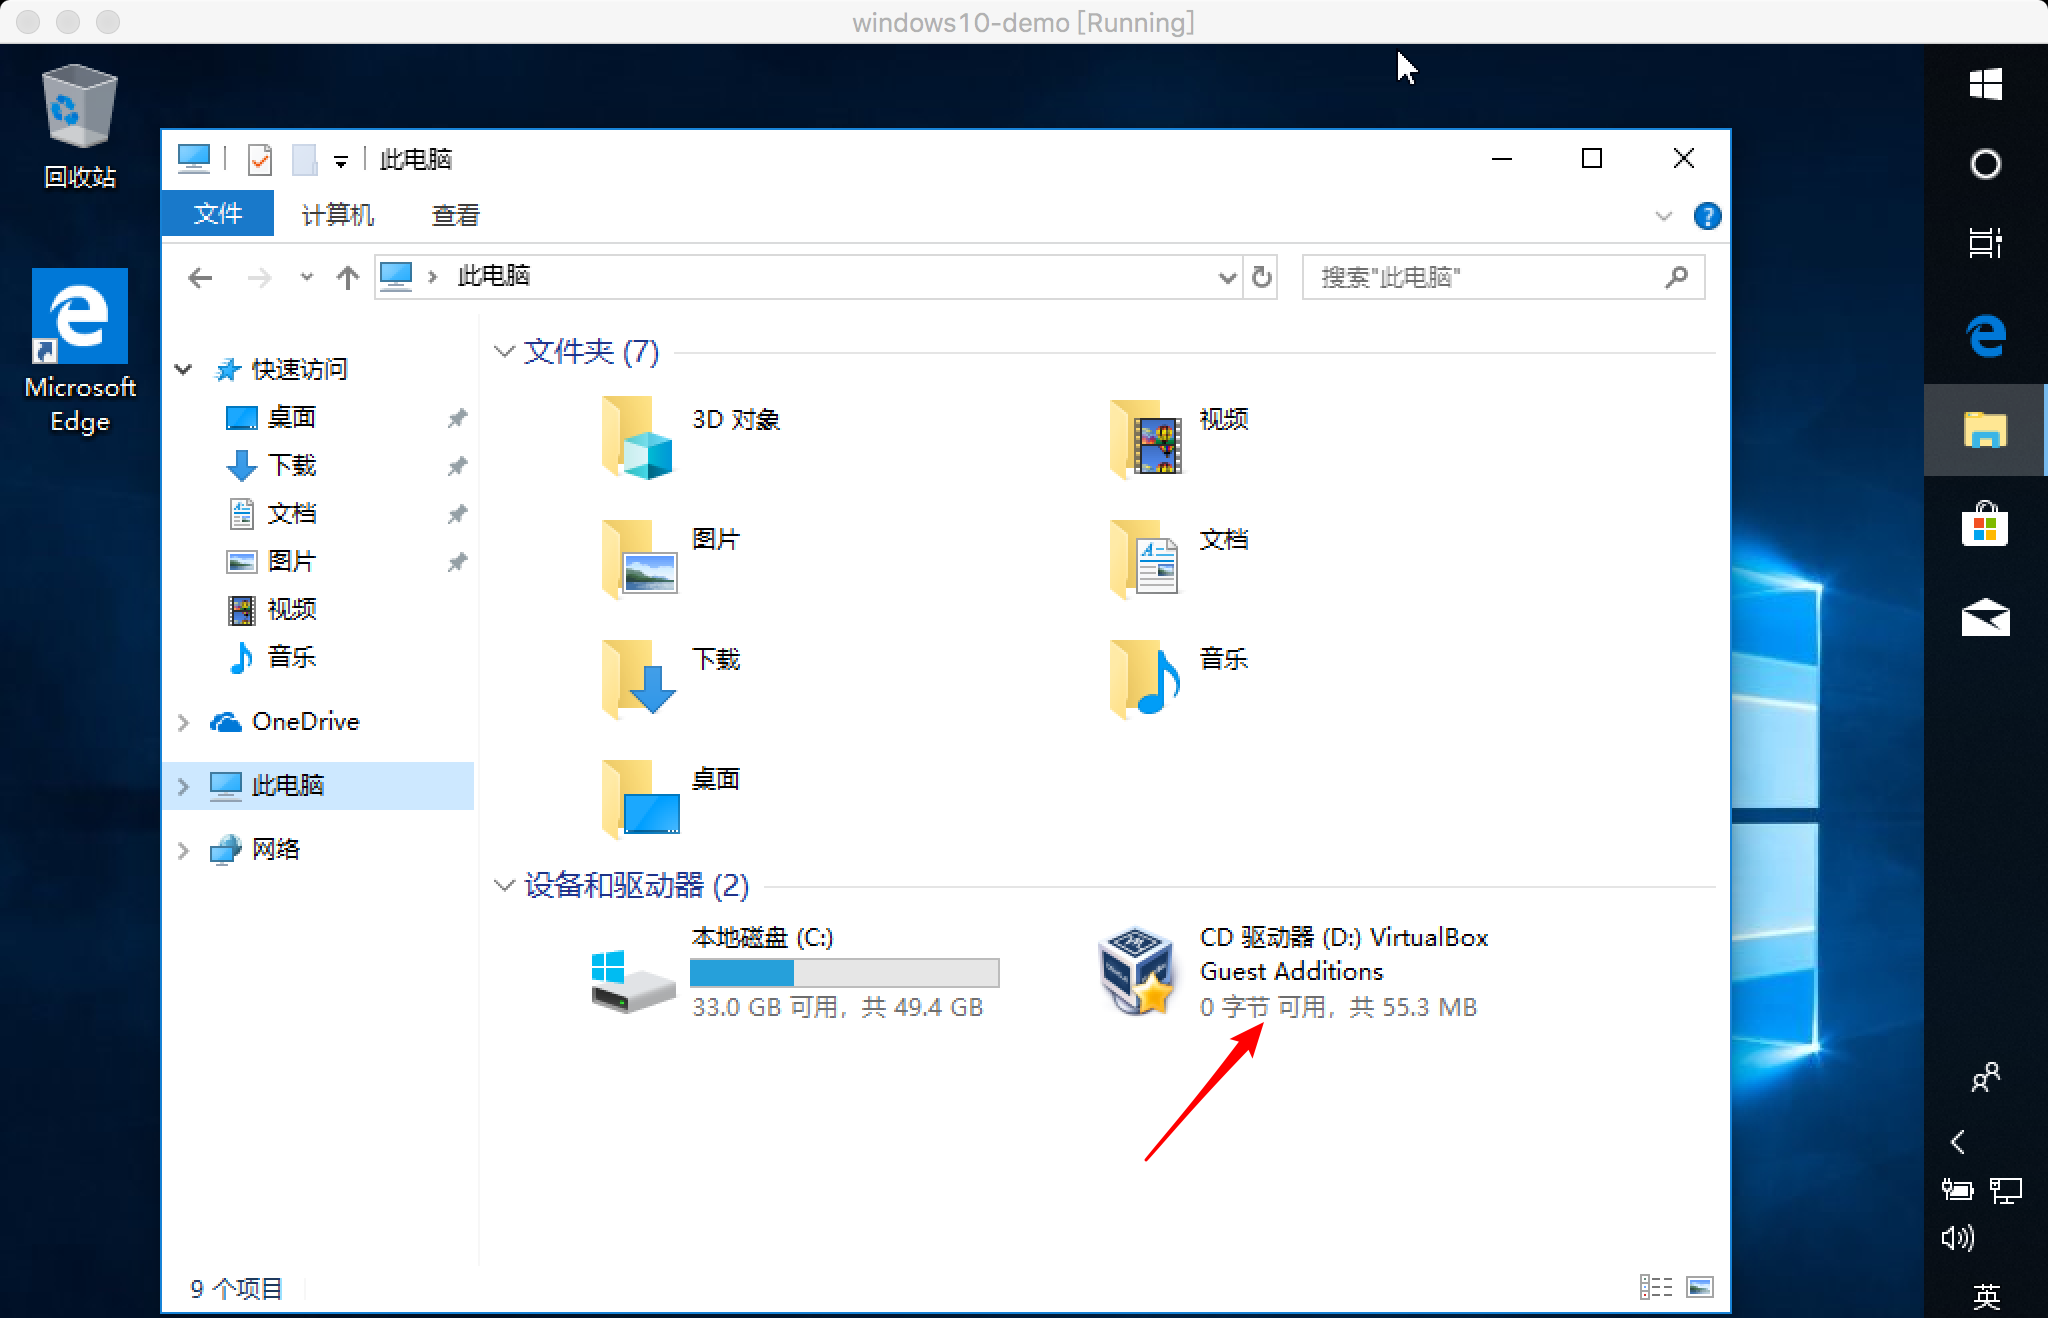 windows10-demo [Running]
回收站
Microsoft
Edge
此电脑
文件
计算机
查看
此电脑
搜索"此电脑"
快速访问
桌面
下载
文档
图片
视频
音乐
OneDrive
此电脑
网络
文件夹 (7)
3D 对象
视频
图片
文档
下载
音乐
桌面
设备和驱动器 (2)
本地磁盘 (C:)
33.0 GB 可用，共 49.4 GB
CD 驱动器 (D:) VirtualBox
Guest Additions
0 字节 可用，共 55.3 MB
9 个项目
英